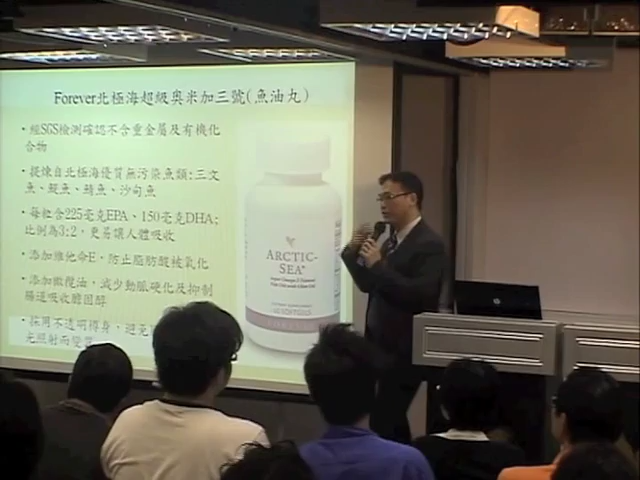 Forever北極海超級奧米加三號(魚油丸)
•經SGS檢測確認不含重金屬及有機化
合物
•提煉自北極海優質無污染魚類:三文
魚、鯷魚、鯖魚、沙甸魚
•每粒含225毫克EPA、150毫克DHA;
比例為3:2,更易讓人體吸收
•添加維他命E,防止脂肪酸被氧化
•添加橄欖油,減少動脈硬化及抑制
腸道吸收膽固醇
•採用不透明樽身,避免
光照射而變質
ARCTIC-
SEA